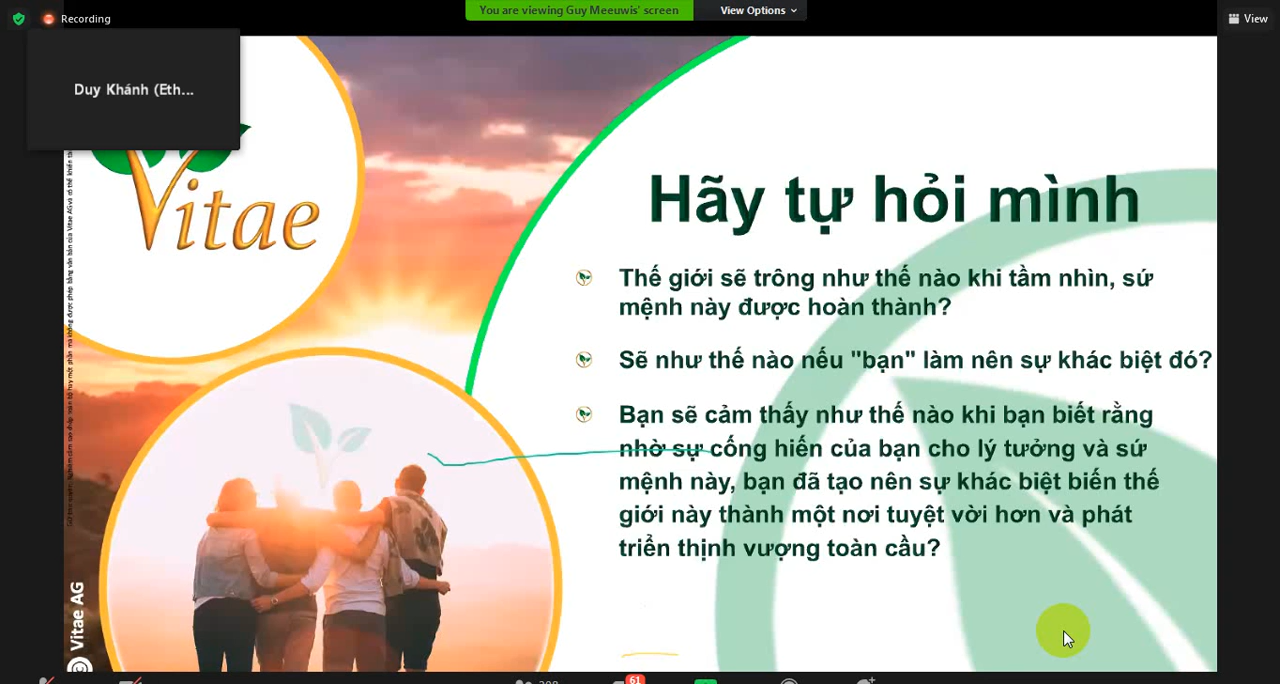 Recording
You are viewing Guy Meeuwis' screen
View Options
View
Duy Khánh (Eth...
Vitae
Hãy tự hỏi mình
Thế giới sẽ trông như thế nào khi tầm nhìn, sứ
mệnh này được hoàn thành?
Sẽ như thế nào nếu "bạn" làm nên sự khác biệt đó?
Bạn sẽ cảm thấy như thế nào khi bạn biết rằng
nhờ sự cống hiến của bạn cho lý tưởng và sứ
mệnh này, bạn đã tạo nên sự khác biệt biến thế
giới này thành một nơi tuyệt vời hơn và phát
triển thịnh vượng toàn cầu?
Vitae AG
61